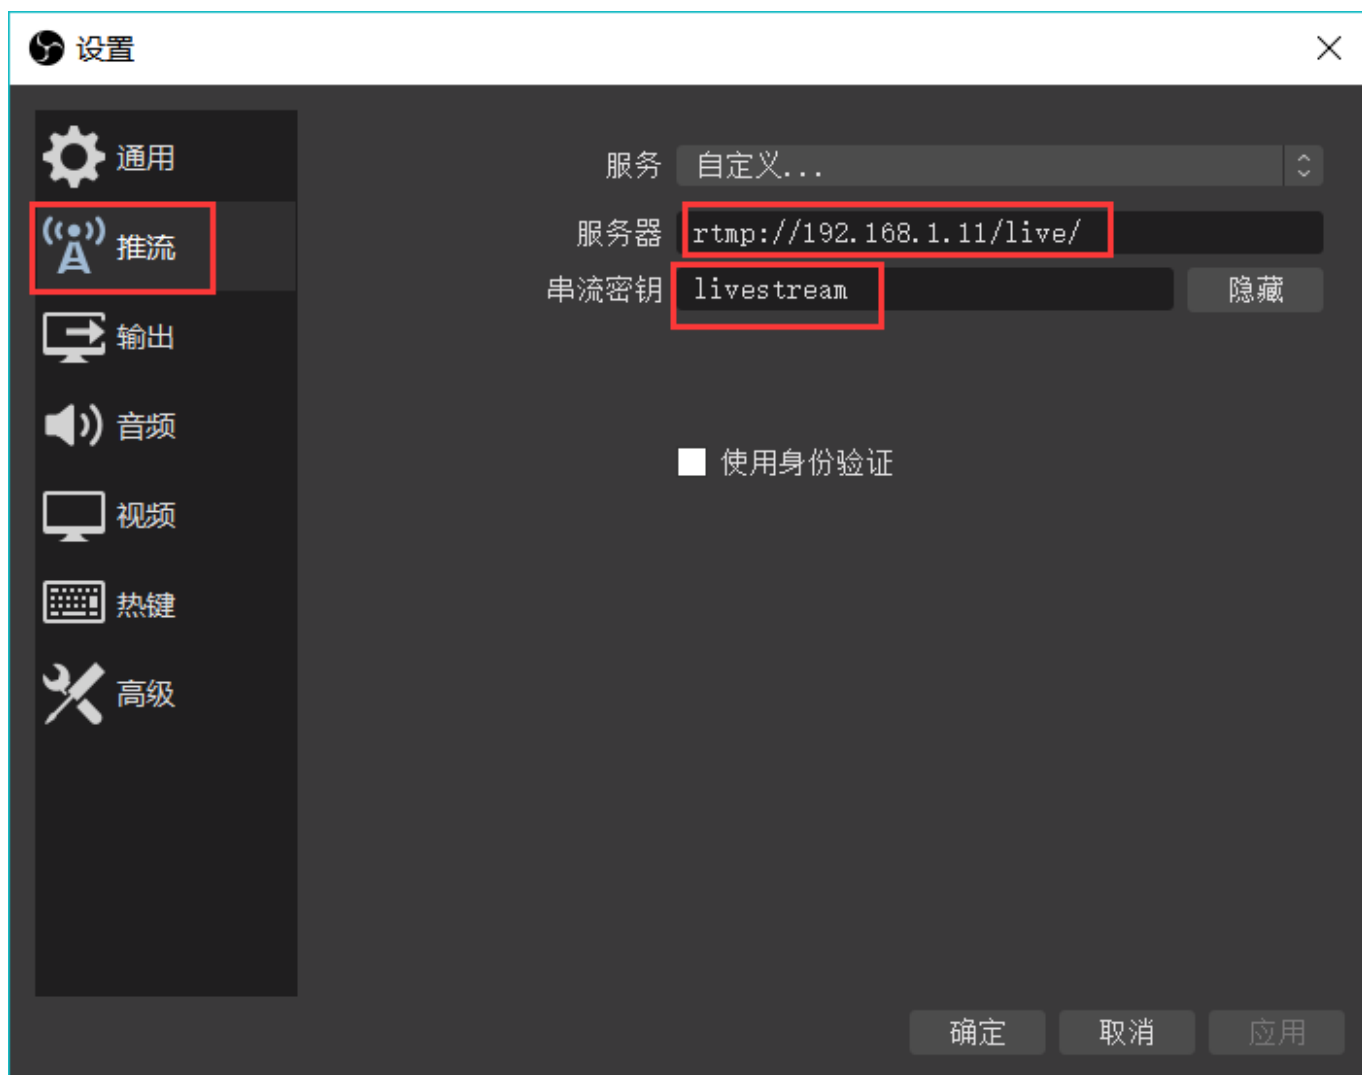 设置
通用
推流
输出
音频
视频
热键
高级
服务 自定义...
服务器 rtmp://192.168.1.11/live/
串流密钥 livestream 隐藏
使用身份验证
确定 取消 应用